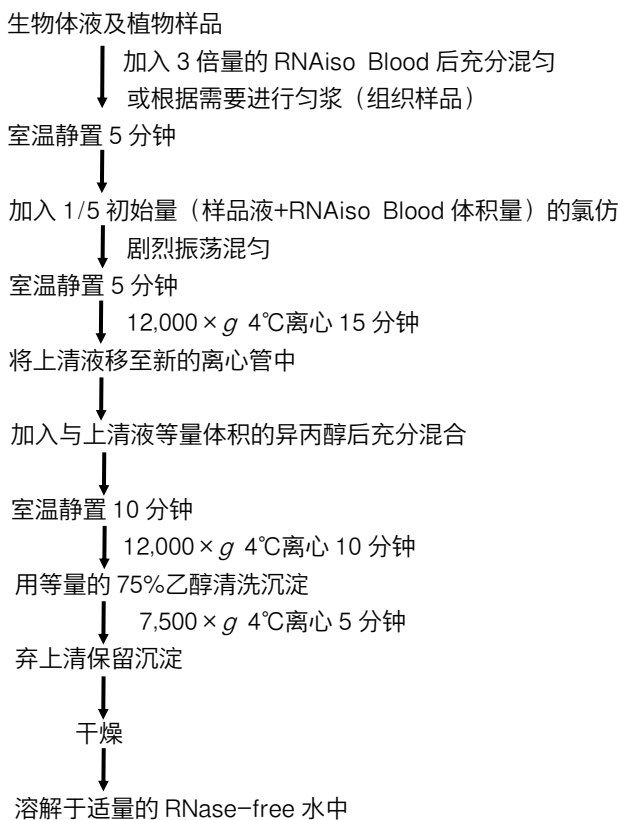 生物体液及植物样品
加入 3 倍量的 RNAiso Blood 后充分混匀
或根据需要进行匀浆（组织样品）
室温静置 5 分钟
加入 1/5 初始量（样品液+RNAiso Blood 体积量）的氯仿
剧烈振荡混匀
室温静置 5 分钟
12,000×g 4℃离心 15 分钟
将上清液移至新的离心管中
加入与上清液等量体积的异丙醇后充分混合
室温静置 10 分钟
12,000×g 4℃离心 10 分钟
用等量的 75%乙醇清洗沉淀
7,500×g 4℃离心 5 分钟
弃上清保留沉淀
干燥
溶解于适量的 RNase-free 水中